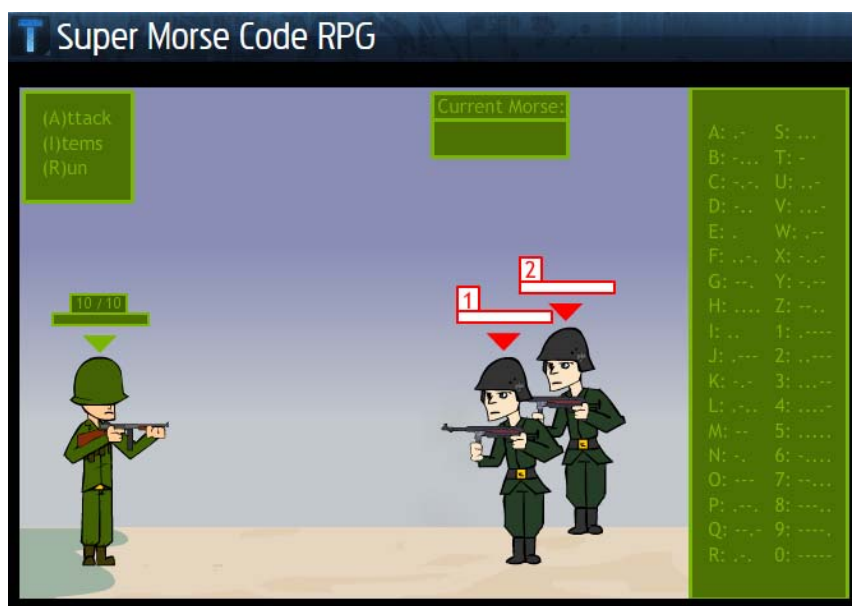 T Super Morse Code RPG
(A)ttack
(I)tems
(R)un
Current Morse:
10 / 10
1
2
A: .- S: ...
B: -... T: -
C: -.-. U: ..-
D: -.. V: ...-
E: . W: .--
F: ..-. X: -..-
G: --. Y: -.--
H: .... Z: --..
I: .. 1: .----
J: .--- 2: ..---
K: -.- 3: ...--
L: .-.. 4: ....-
M: -- 5: .....
N: -. 6: -....
O: --- 7: --...
P: .--. 8: ---..
Q: --.- 9: ----.
R: .-. 0: -----